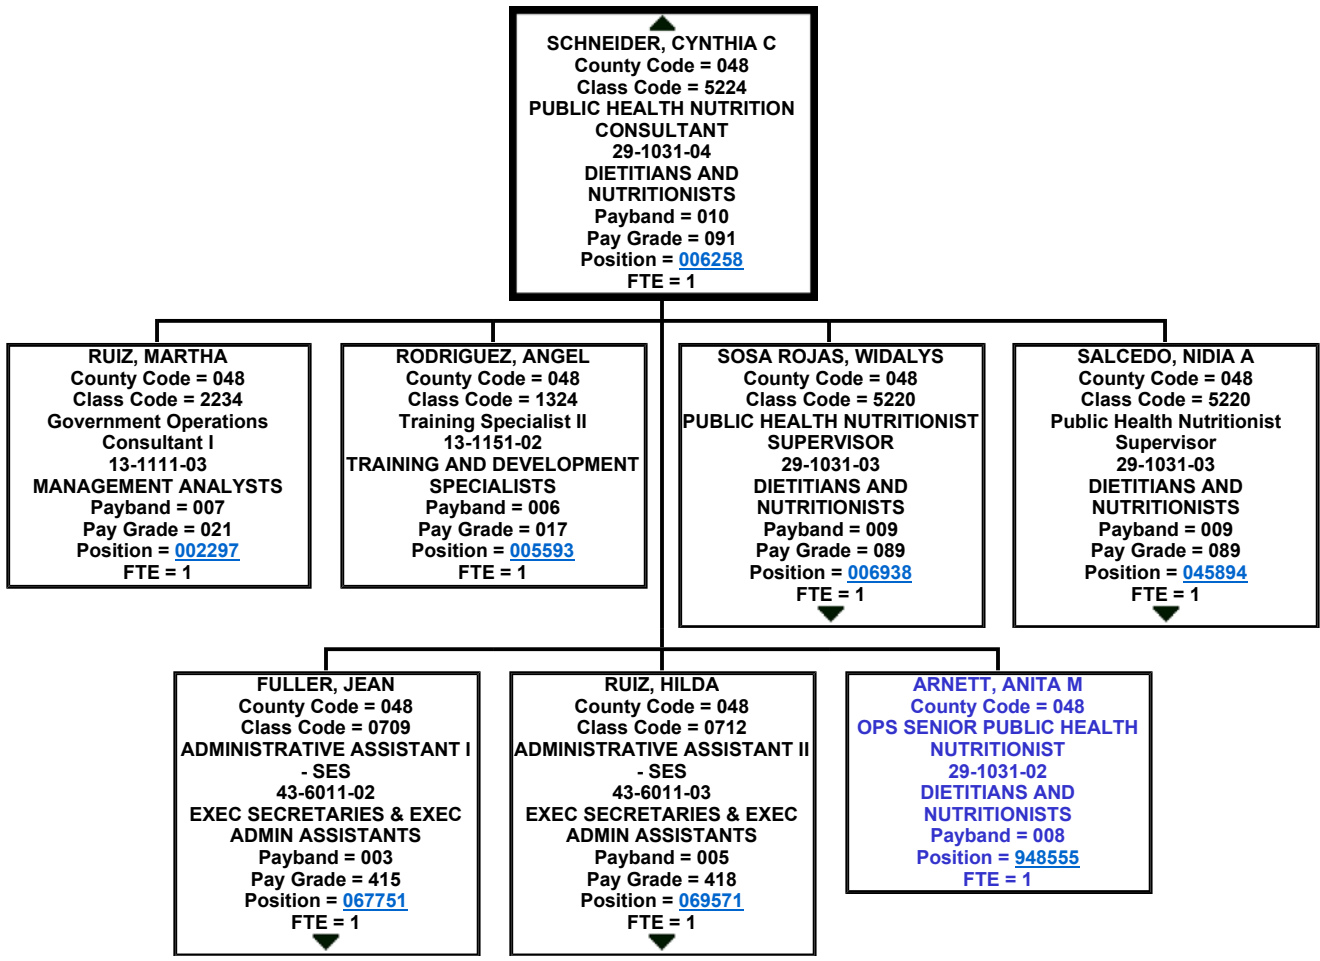 SCHNEIDER, CYNTHIA C
County Code = 048
Class Code = 5224
PUBLIC HEALTH NUTRITION
CONSULTANT
29-1031-04
DIETITIANS AND
NUTRITIONISTS
Payband = 010
Pay Grade = 091
Position = 006258
FTE = 1
RUIZ, MARTHA
County Code = 048
Class Code = 2234
Government Operations
Consultant I
13-1111-03
MANAGEMENT ANALYSTS
Payband = 007
Pay Grade = 021
Position = 002297
FTE = 1
RODRIGUEZ, ANGEL
County Code = 048
Class Code = 1324
Training Specialist II
13-1151-02
TRAINING AND DEVELOPMENT
SPECIALISTS
Payband = 006
Pay Grade = 017
Position = 005593
FTE = 1
SOSA ROJAS, WIDALYS
County Code = 048
Class Code = 5220
PUBLIC HEALTH NUTRITIONIST
SUPERVISOR
29-1031-03
DIETITIANS AND
NUTRITIONISTS
Payband = 009
Pay Grade = 089
Position = 006938
FTE = 1
SALCEDO, NIDIA A
County Code = 048
Class Code = 5220
Public Health Nutritionist
Supervisor
29-1031-03
DIETITIANS AND
NUTRITIONISTS
Payband = 009
Pay Grade = 089
Position = 045894
FTE = 1
FULLER, JEAN
County Code = 048
Class Code = 0709
ADMINISTRATIVE ASSISTANT I
- SES
43-6011-02
EXEC SECRETARIES & EXEC
ADMIN ASSISTANTS
Payband = 003
Pay Grade = 415
Position = 067751
FTE = 1
RUIZ, HILDA
County Code = 048
Class Code = 0712
ADMINISTRATIVE ASSISTANT II
- SES
43-6011-03
EXEC SECRETARIES & EXEC
ADMIN ASSISTANTS
Payband = 005
Pay Grade = 418
Position = 069571
FTE = 1
ARNETT, ANITA M
County Code = 048
OPS SENIOR PUBLIC HEALTH
NUTRITIONIST
29-1031-02
DIETITIANS AND
NUTRITIONISTS
Payband = 008
Position = 948555
FTE = 1